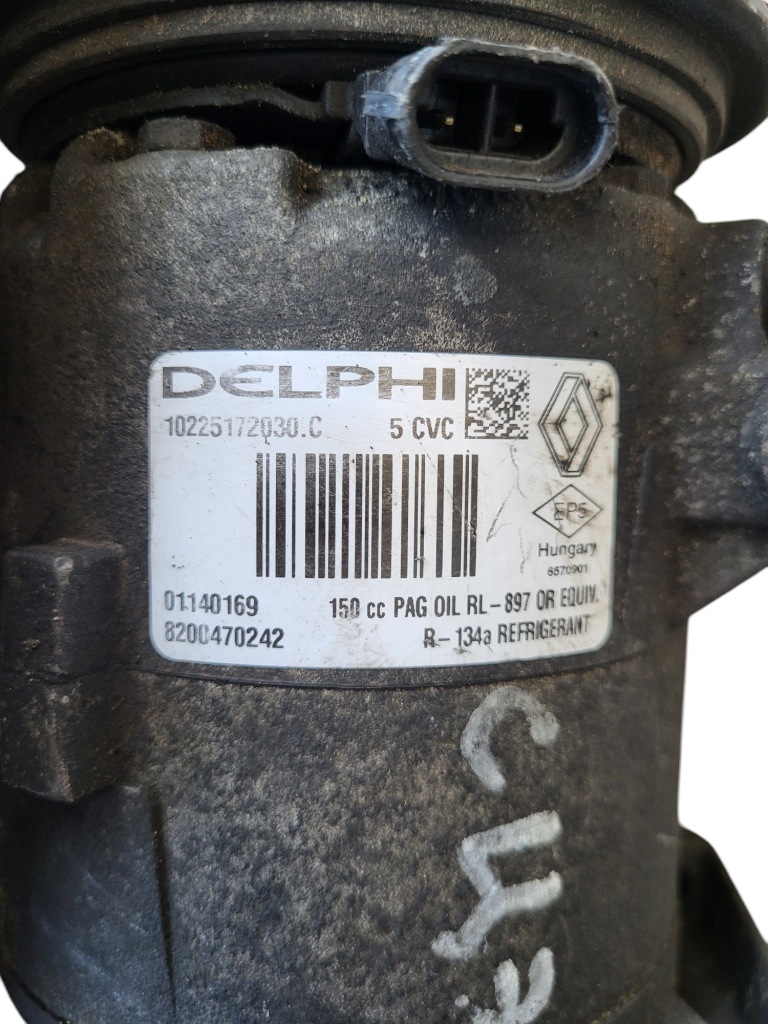 DELPHI
10225172030.C 5 CVC
EPS
Hungary
6570901
01140169 150 cc PAG OIL RL-897 OR EQUIV.
8200470242 R-134a REFRIGERANT